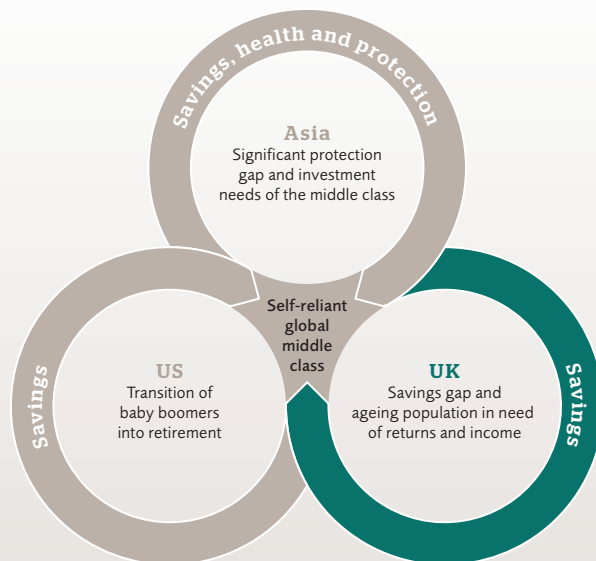 Savings, health and protection
Asia
Significant protection
gap and investment
needs of the middle class
Self-reliant
global
middle
class
Savings
US
Transition of
baby boomers
into retirement
UK
Savings gap and
ageing population in need
of returns and income
Savings